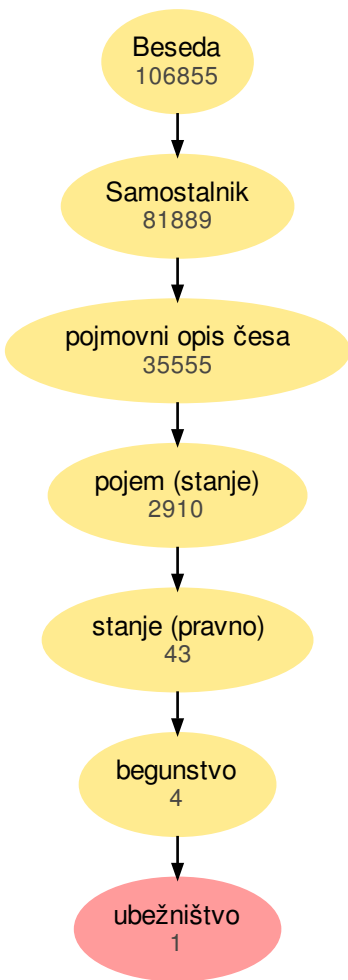 Beseda
106855
Samostalnik
81889
pojmovni opis česa
35555
pojem (stanje)
2910
stanje (pravno)
43
begunstvo
4
ubežništvo
1